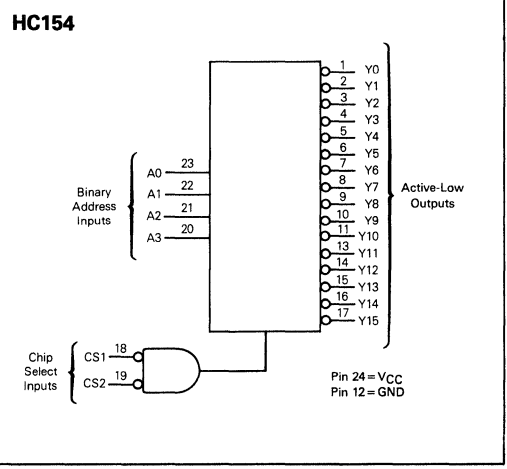 HC154
1 Y0
2 Y1
3 Y2
4 Y3
5 Y4
6 Y5
7 Y6
8 Y7
9 Y8
10 Y9
11 Y10
13 Y11
14 Y12
15 Y13
16 Y14
17 Y15
Active-Low
Outputs
Binary
Address
Inputs
A0 23
A1 22
A2 21
A3 20
Chip
Select
Inputs
CS1 18
CS2 19
Pin 24 = VCC
Pin 12 = GND